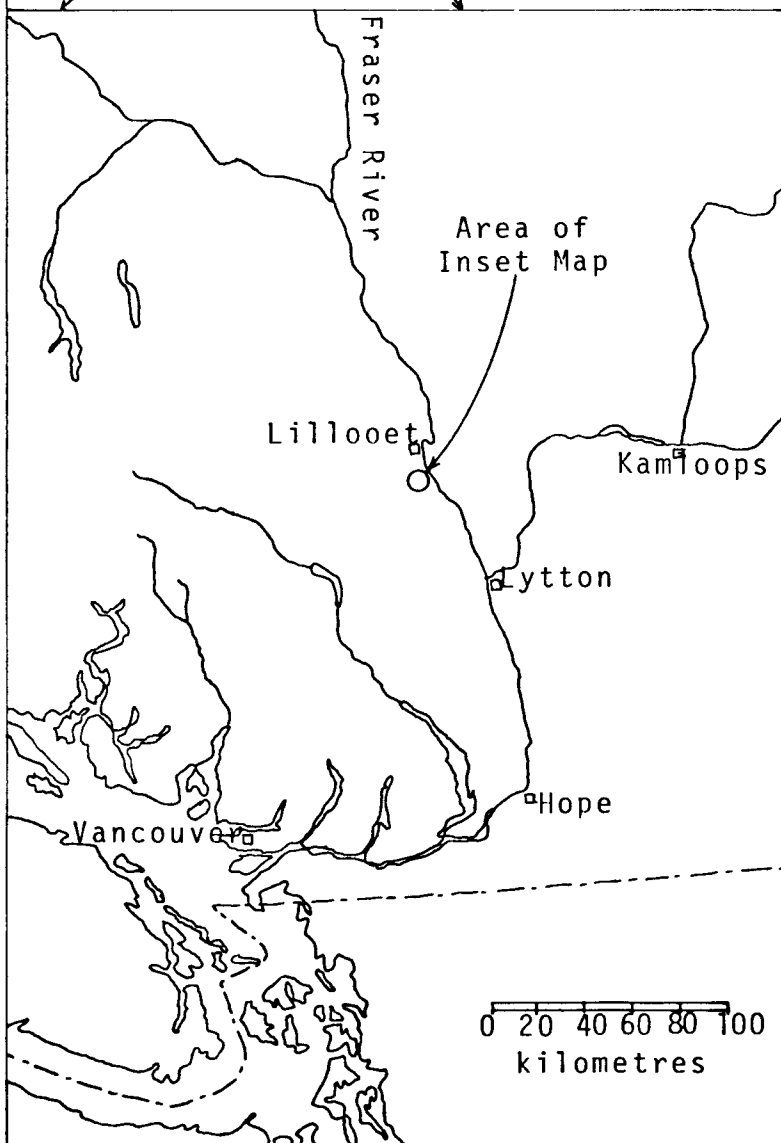 Fraser River
Area of
Inset Map
Lillooet
Kamloops
Lytton
Hope
Vancouver
0 20 40 60 80 100
kilometres